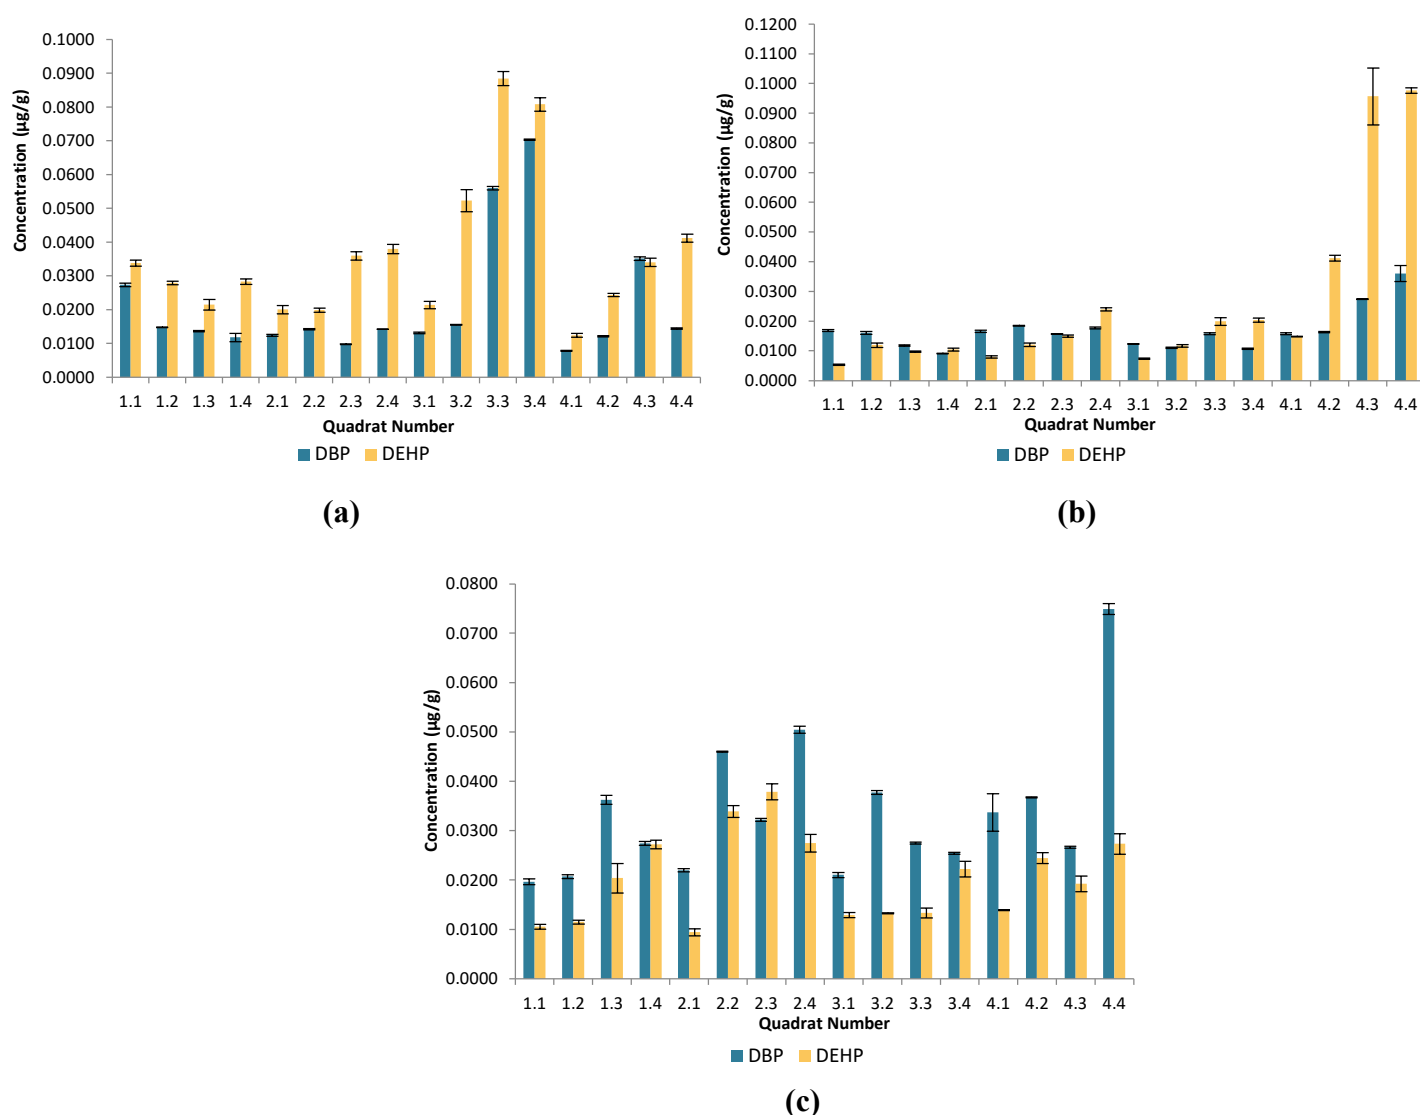 0.1000
0.0900
0.0800
0.0700
0.0600
0.0500
0.0400
0.0300
0.0200
0.0100
0.0000
Concentration (µg/g)
1.1 1.2 1.3 1.4 2.1 2.2 2.3 2.4 3.1 3.2 3.3 3.4 4.1 4.2 4.3 4.4
Quadrat Number
DBP DEHP
(a)
0.1200
0.1100
0.1000
0.0900
0.0800
0.0700
0.0600
0.0500
0.0400
0.0300
0.0200
0.0100
0.0000
Concentration (µg/g)
1.1 1.2 1.3 1.4 2.1 2.2 2.3 2.4 3.1 3.2 3.3 3.4 4.1 4.2 4.3 4.4
Quadrat Number
DBP DEHP
(b)
0.0800
0.0700
0.0600
0.0500
0.0400
0.0300
0.0200
0.0100
0.0000
Concentration (µg/g)
1.1 1.2 1.3 1.4 2.1 2.2 2.3 2.4 3.1 3.2 3.3 3.4 4.1 4.2 4.3 4.4
Quadrat Number
DBP DEHP
(c)